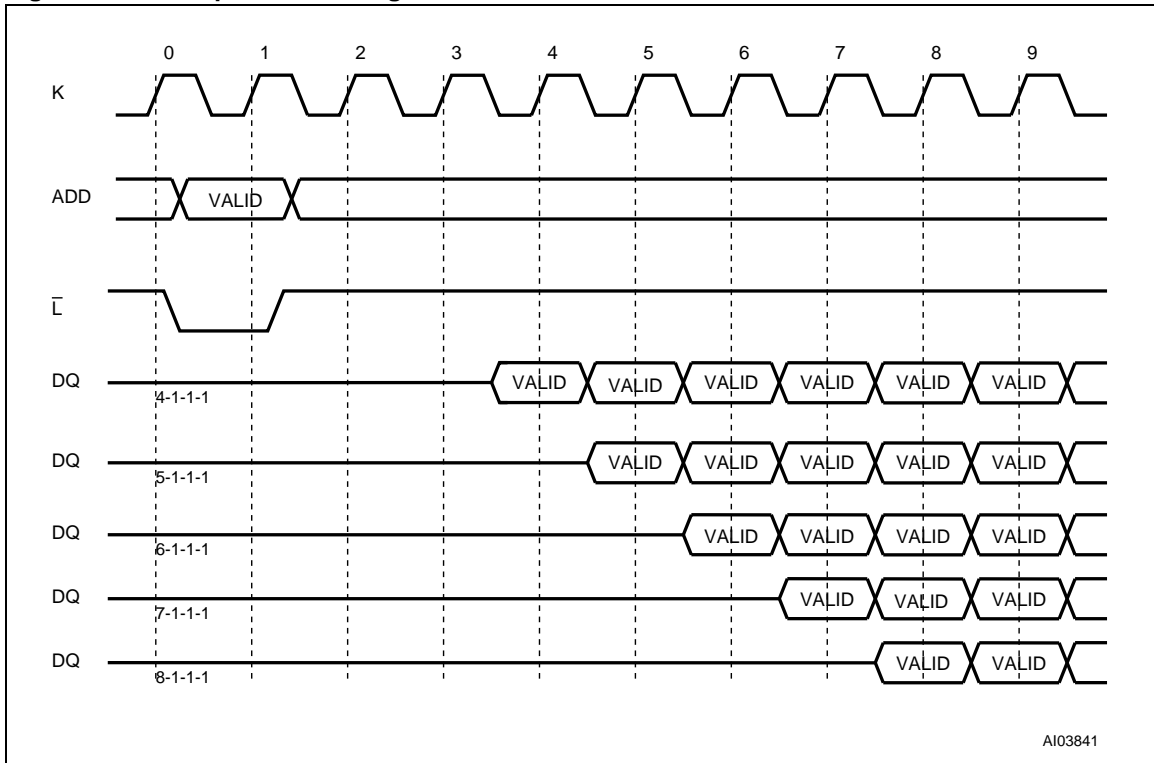 0 1 2 3 4 5 6 7 8 9
K
ADD VALID
L̅
DQ VALID VALID VALID VALID VALID VALID
4-1-1-1
DQ VALID VALID VALID VALID VALID
5-1-1-1
DQ VALID VALID VALID VALID
6-1-1-1
DQ VALID VALID VALID
7-1-1-1
DQ VALID VALID
8-1-1-1
AI03841